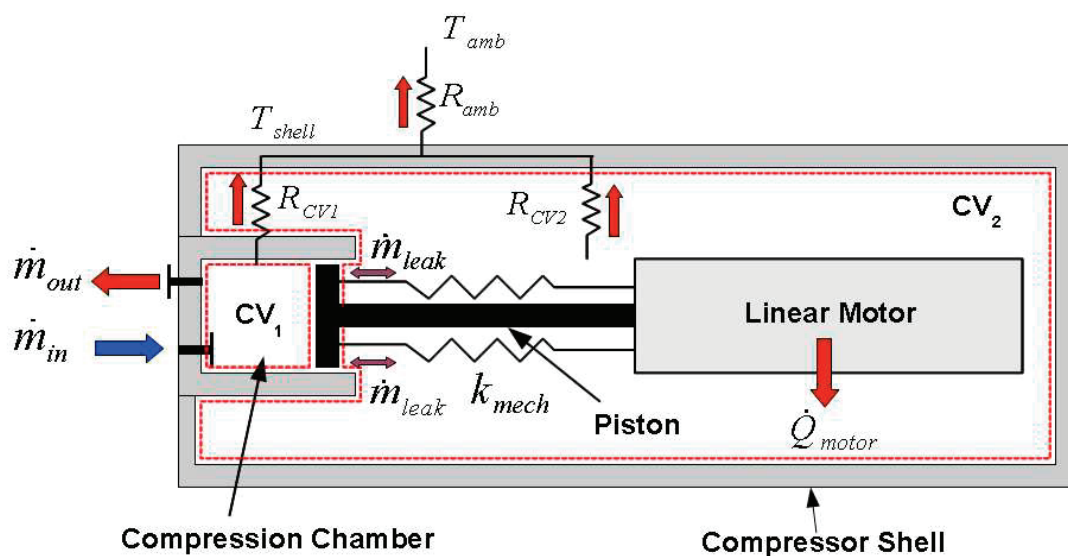 T_amb
R_amb
T_shell
R_CV1
R_CV2
CV_2
ṁ_leak
ṁ_out
CV_1
Linear Motor
ṁ_in
ṁ_leak
k_mech
Piston
Q̇_motor
Compression Chamber
Compressor Shell